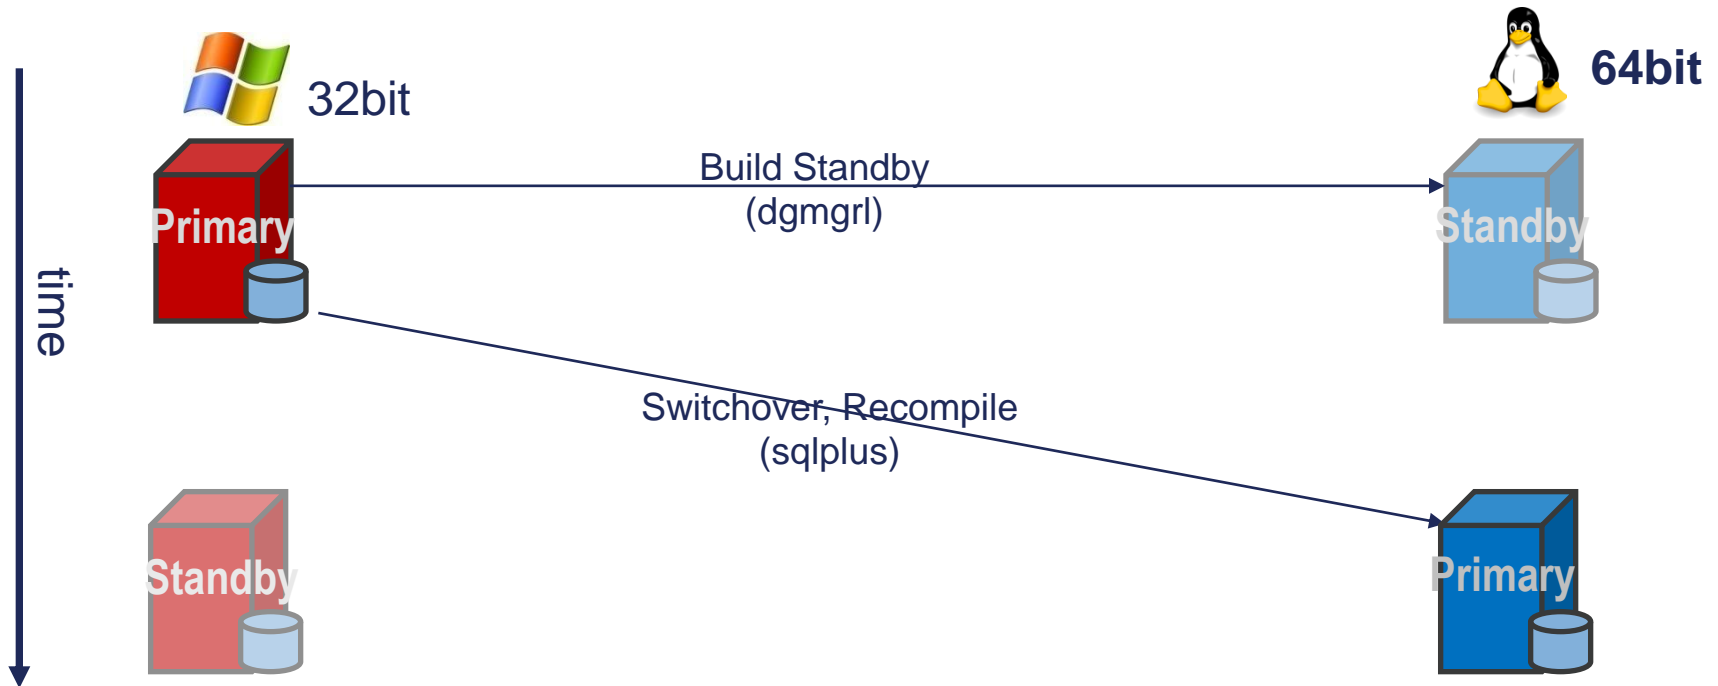 32bit
64bit
Build Standby
(dgmgrl)
Primary
Standby
time
Switchover, Recompile
(sqlplus)
Standby
Primary